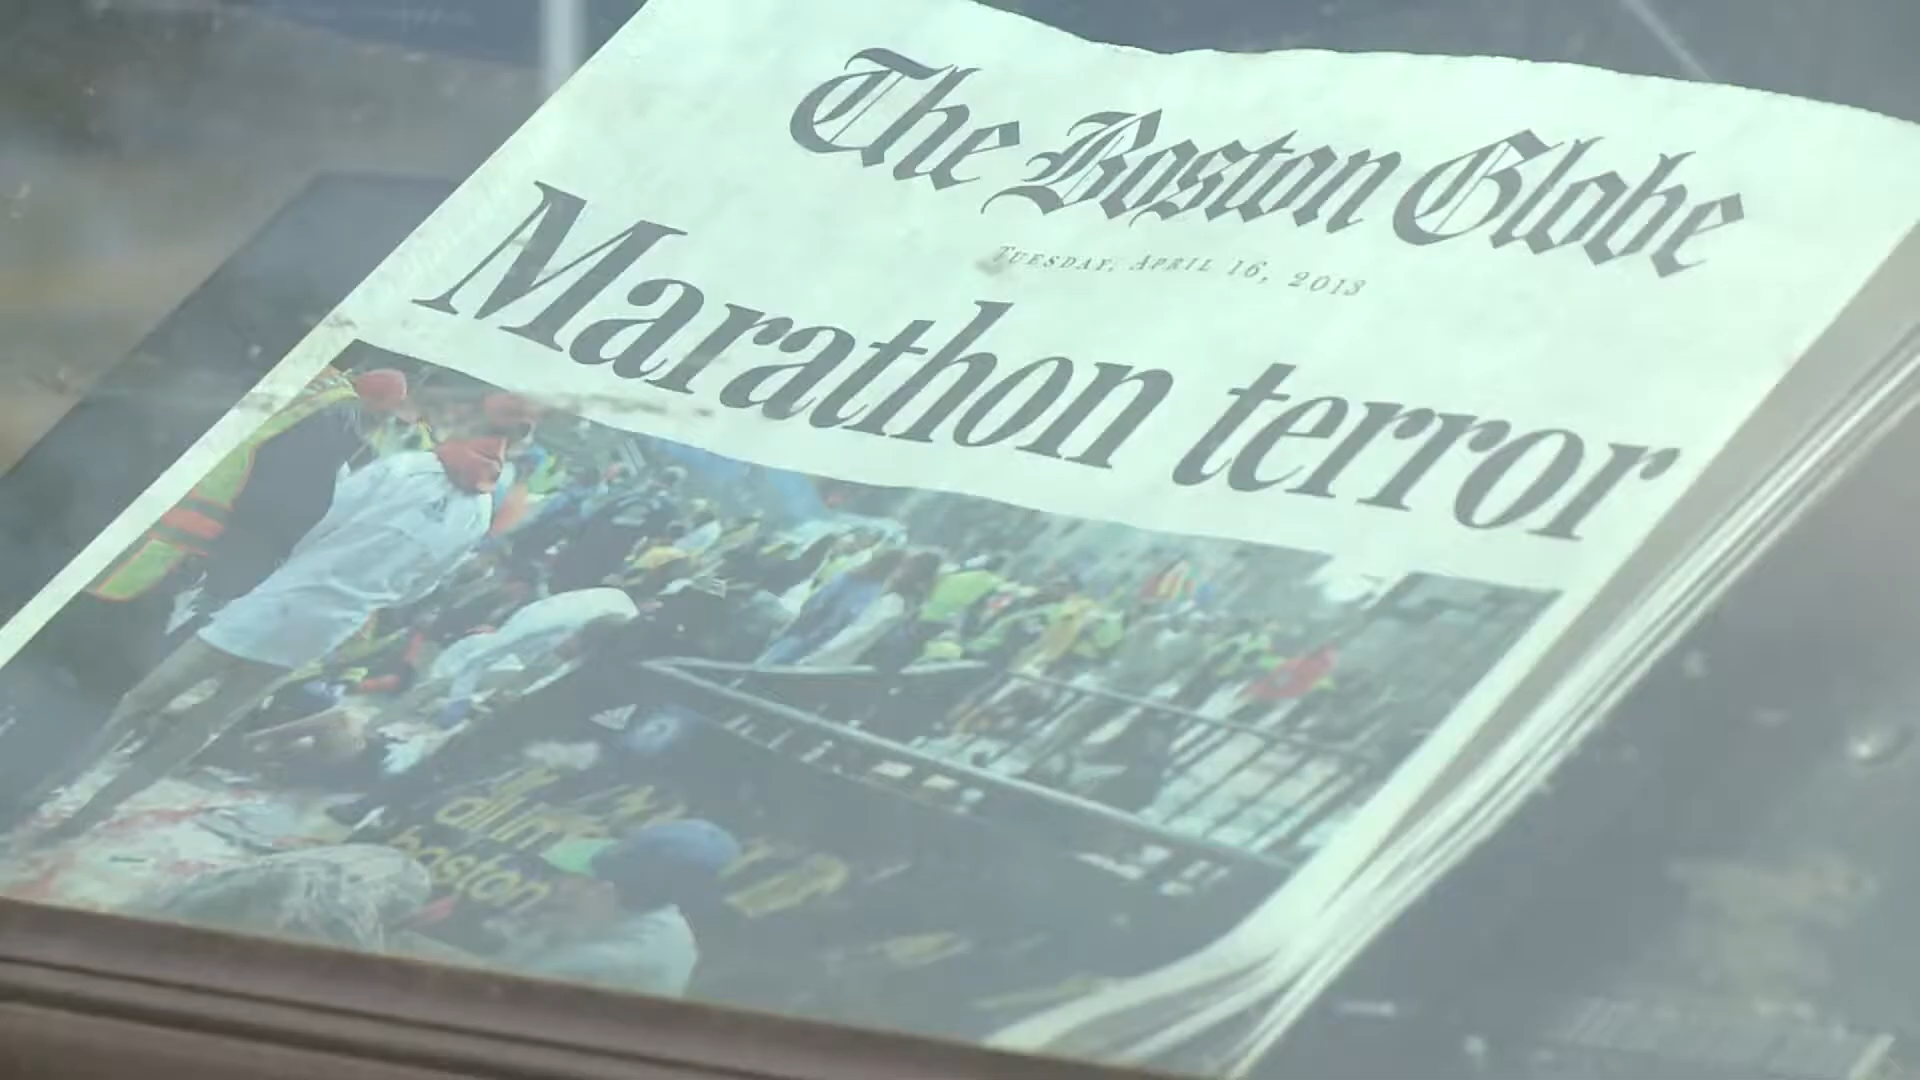 The Boston Globe
TUESDAY, APRIL 16, 2013
Marathon terror
boston